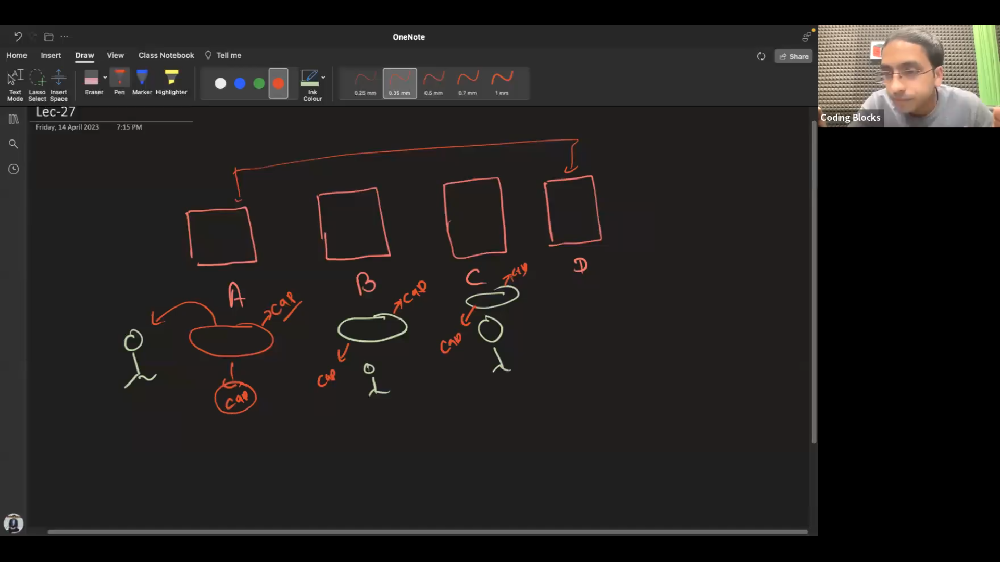 OneNote
Home Insert Draw View Class Notebook Tell me
Share
Text Mode
Lasso Select
Insert Space
Eraser
Pen
Marker
Highlighter
Ink Colour
0.25 mm
0.35 mm
0.5 mm
0.7 mm
1 mm
Coding Blocks
Lec-27
Friday, 14 April 2023 7:15 PM
A
B
C
D
cap
cap
cap
cap
cap
cap